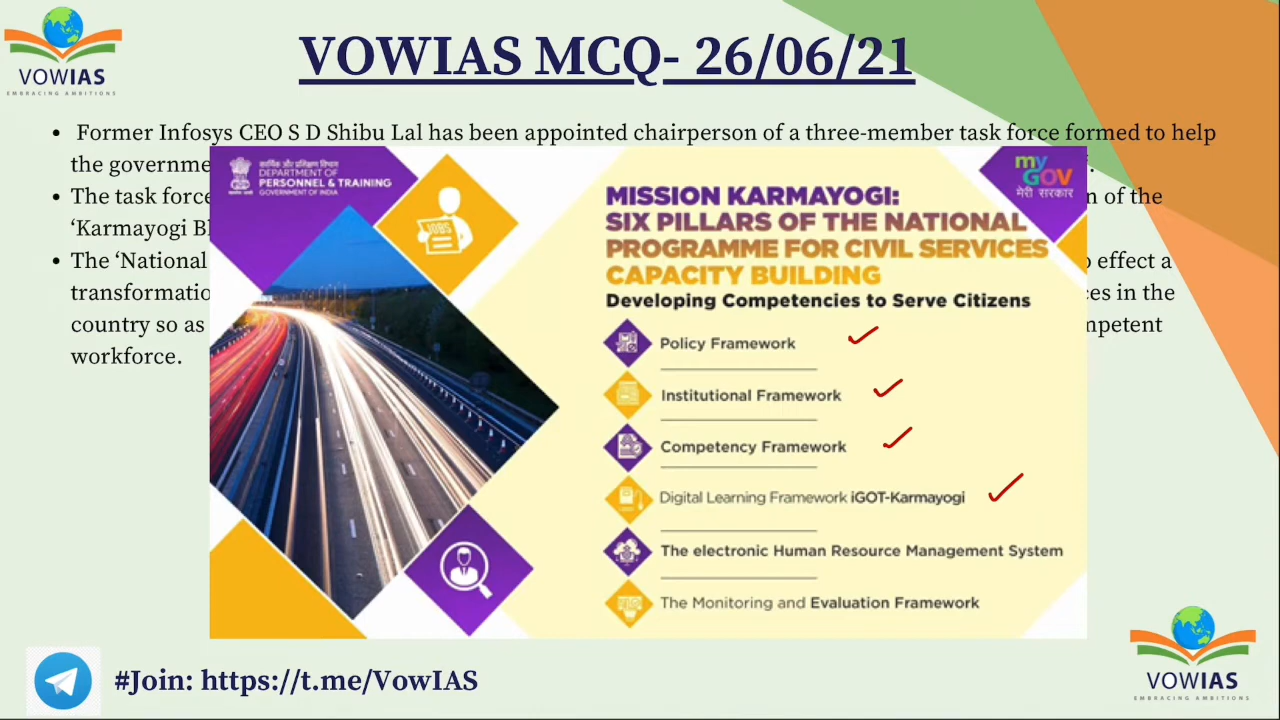 VOWIAS
EMBRACING AMBITIONS
VOWIAS MCQ- 26/06/21
• Former Infosys CEO S D Shibu Lal has been appointed chairperson of a three-member task force formed to help
the governme
• The task force n of the
‘Karmayogi B
• The ‘National o effect a
transformatio ces in the
country so as mpetent
workforce.
कार्मिक और प्रशिक्षण विभाग
DEPARTMENT OF
PERSONNEL & TRAINING
GOVERNMENT OF INDIA
JOBS
my
GOV
मेरी सरकार
MISSION KARMAYOGI:
SIX PILLARS OF THE NATIONAL
PROGRAMME FOR CIVIL SERVICES
CAPACITY BUILDING
Developing Competencies to Serve Citizens
Policy Framework
Institutional Framework
Competency Framework
Digital Learning Framework iGOT-Karmayogi
The electronic Human Resource Management System
The Monitoring and Evaluation Framework
#Join: https://t.me/VowIAS
VOWIAS
EMBRACING AMBITIONS